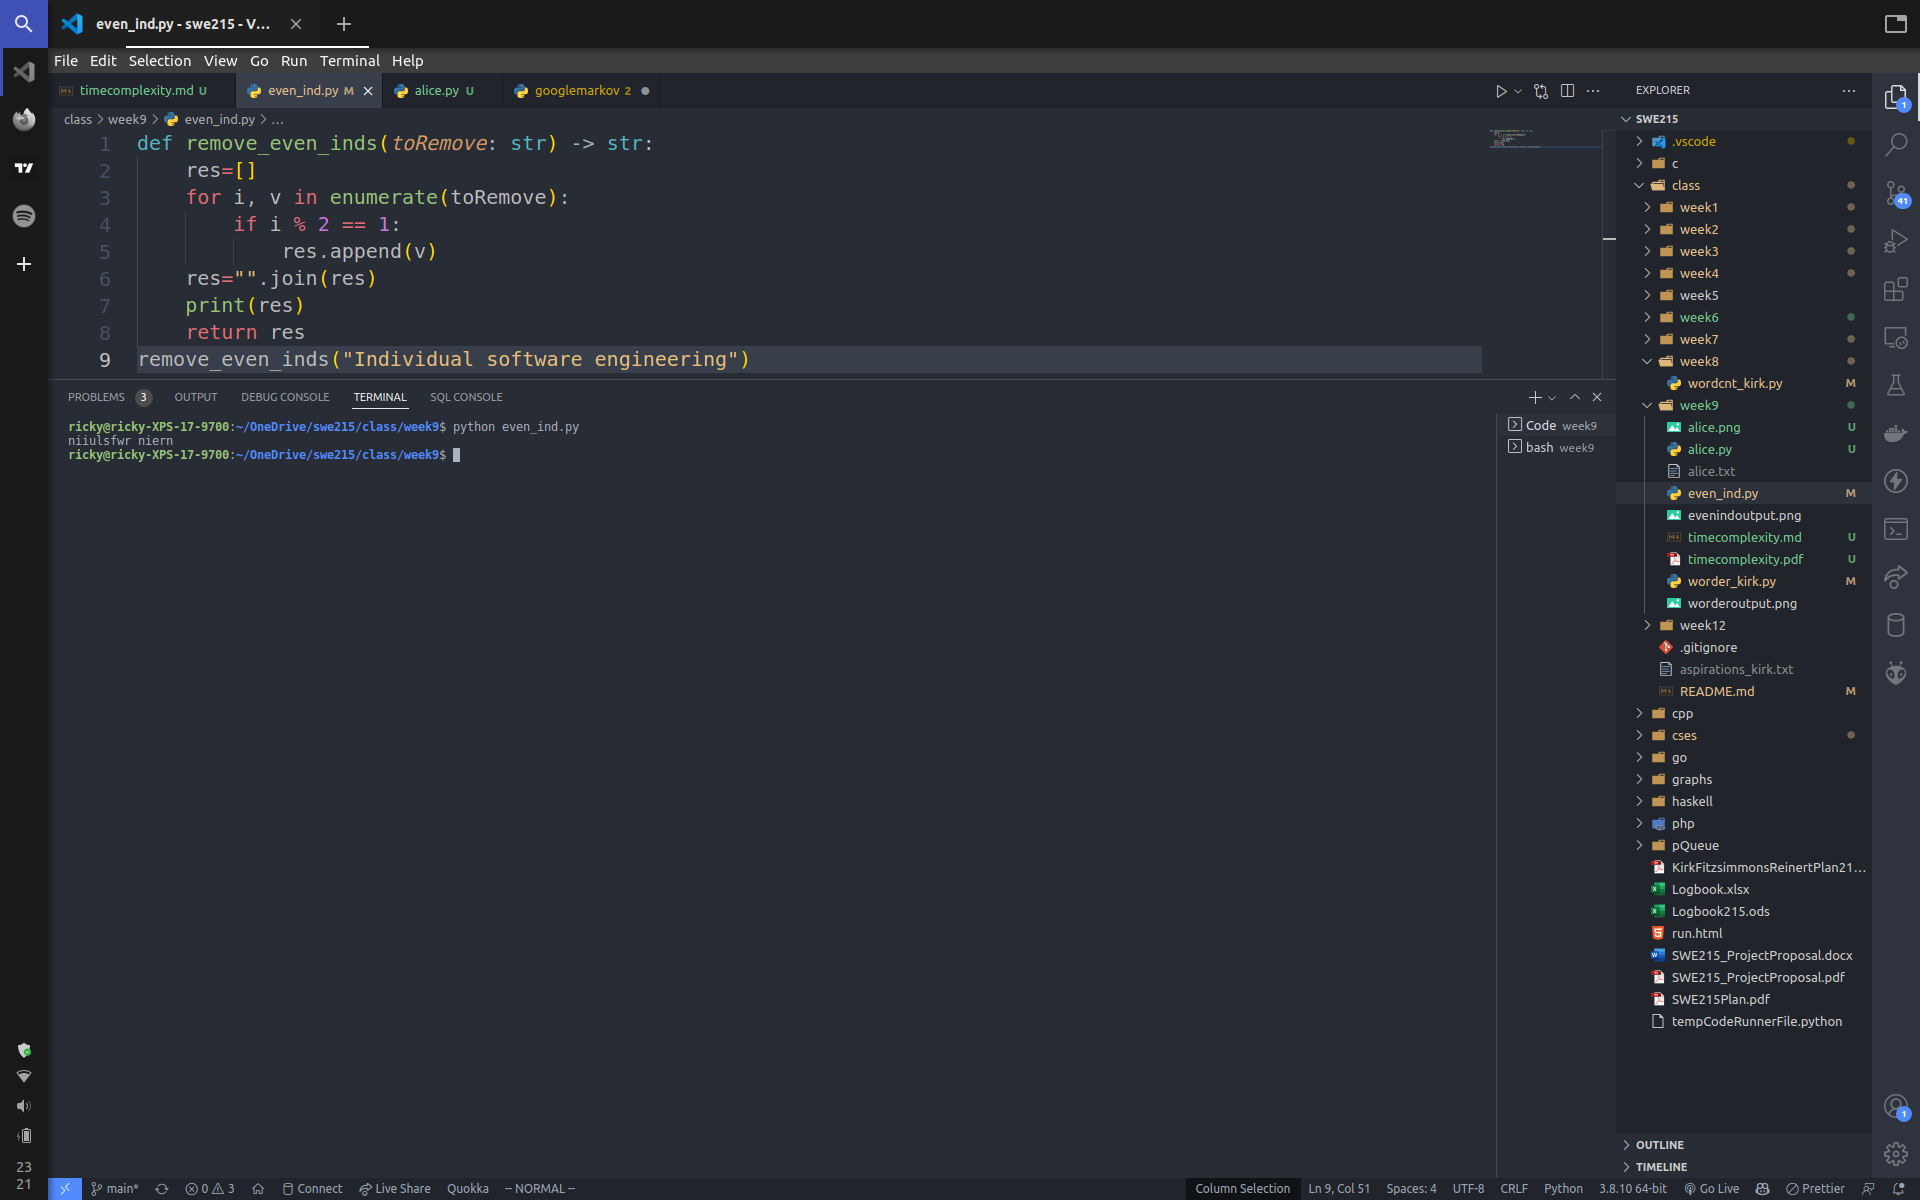 even_ind.py - swe215 - V...
File Edit Selection View Go Run Terminal Help
timecomplexity.md U
even_ind.py M
alice.py U
googlemarkov 2
class > week9 > even_ind.py > ...
1 def remove_even_inds(toRemove: str) -> str:
2 res=[]
3 for i, v in enumerate(toRemove):
4 if i % 2 == 1:
5 res.append(v)
6 res="".join(res)
7 print(res)
8 return res
9 remove_even_inds("Individual software engineering")
PROBLEMS 3 OUTPUT DEBUG CONSOLE TERMINAL SQL CONSOLE
ricky@ricky-XPS-17-9700:~/OneDrive/swe215/class/week9$ python even_ind.py
niiulsfwr niern
ricky@ricky-XPS-17-9700:~/OneDrive/swe215/class/week9$
Code week9
bash week9
EXPLORER
SWE215
.vscode
c
class
week1
week2
week3
week4
week5
week6
week7
week8
wordcnt_kirk.py M
week9
alice.png U
alice.py U
alice.txt
even_ind.py M
evenindoutput.png
timecomplexity.md U
timecomplexity.pdf U
worder_kirk.py M
worderoutput.png
week12
.gitignore
aspirations_kirk.txt
README.md M
cpp
cses
go
graphs
haskell
php
pQueue
KirkFitzsimmonsReinertPlan21...
Logbook.xlsx
Logbook215.ods
run.html
SWE215_ProjectProposal.docx
SWE215_ProjectProposal.pdf
SWE215Plan.pdf
tempCodeRunnerFile.python
OUTLINE
TIMELINE
1
41
1
23
21
main* 0 3 Connect Live Share Quokka -- NORMAL --
Column Selection Ln 9, Col 51 Spaces: 4 UTF-8 CRLF Python 3.8.10 64-bit Go Live Prettier